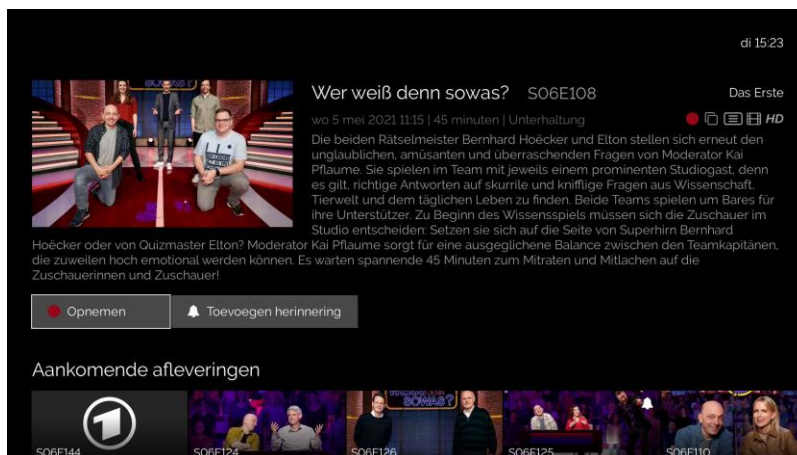 di 15:23
SOWAS?
Wer weiß denn sowas? S06E108
Das Erste
wo 5 mei 2021 11:15 | 45 minuten | Unterhaltung
HD
Die beiden Rätselmeister Bernhard Hoëcker und Elton stellen sich erneut den
unglaublichen, amüsanten und überraschenden Fragen von Moderator Kai
Pflaume. Sie spielen im Team mit jeweils einem prominenten Studiogast, denn
es gilt, richtige Antworten auf skurrile und knifflige Fragen aus Wissenschaft,
Tierwelt und dem täglichen Leben zu finden. Beide Teams spielen um Bares für
ihre Unterstützer. Zu Beginn des Wissensspiels müssen sich die Zuschauer im
Studio entscheiden: Setzen sie sich auf die Seite von Superhirn Bernhard
Hoëcker oder von Quizmaster Elton? Moderator Kai Pflaume sorgt für eine ausgeglichene Balance zwischen den Teamkapitänen,
die zuweilen hoch emotional werden können. Es warten spannende 45 Minuten zum Mitraten und Mitlachen auf die
Zuschauerinnen und Zuschauer!
Opnemen
Toevoegen herinnering
Aankomende afleveringen
SOWAS?
S06E144
S06E124
S06E126
S06E125
S06E110